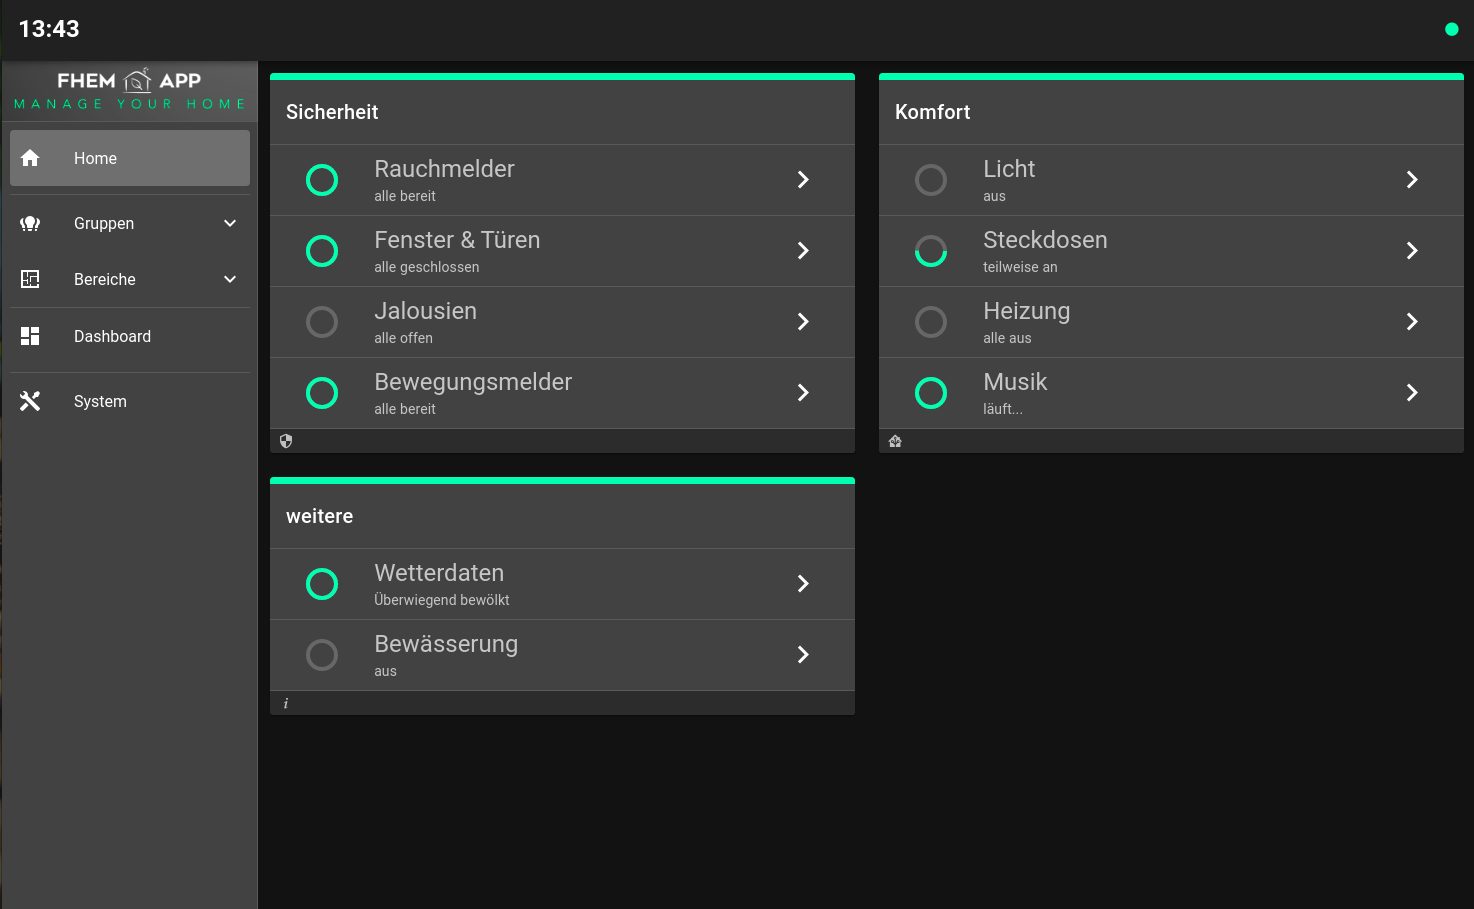 13:43
FHEM APP
MANAGE YOUR HOME
Home
Gruppen
Bereiche
Dashboard
System
Sicherheit
Rauchmelder
alle bereit
Fenster & Türen
alle geschlossen
Jalousien
alle offen
Bewegungsmelder
alle bereit
Komfort
Licht
aus
Steckdosen
teilweise an
Heizung
alle aus
Musik
läuft...
weitere
Wetterdaten
Überwiegend bewölkt
Bewässerung
aus
i